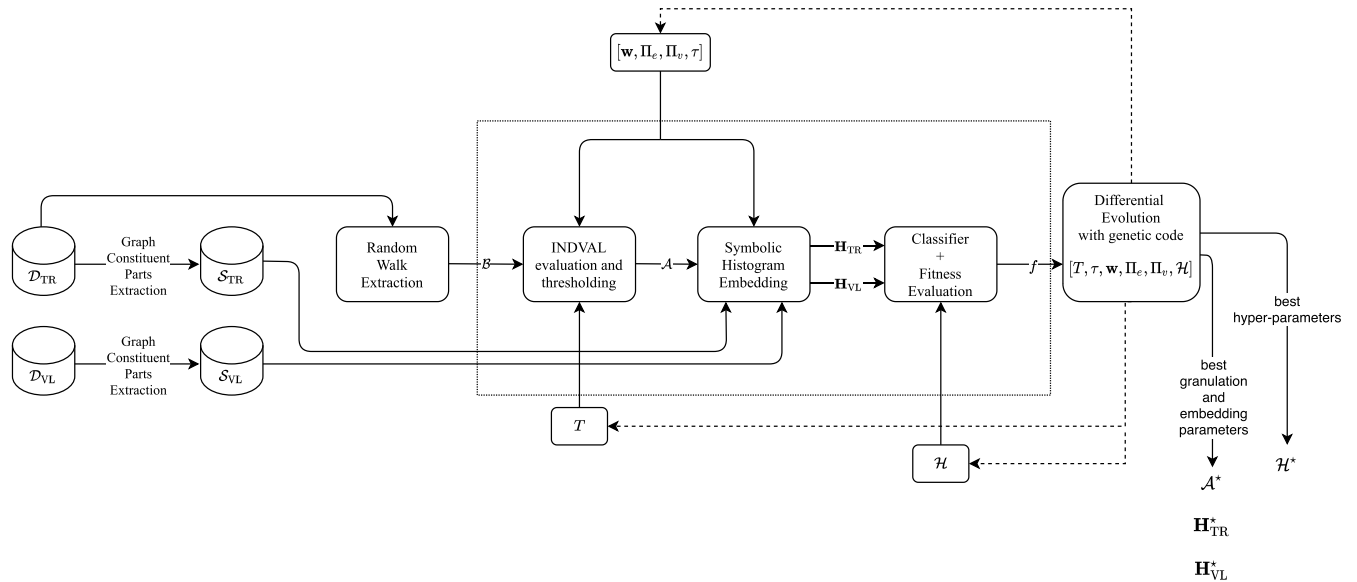 [w, Π_e, Π_v, τ]
D_TR
Graph
Constituent
Parts
Extraction
S_TR
Random
Walk
Extraction
B
INDVAL
evaluation and
thresholding
A
Symbolic
Histogram
Embedding
H_TR
H_VL
Classifier
+
Fitness
Evaluation
f
Differential
Evolution
with genetic code
[T, τ, w, Π_e, Π_v, H]
D_VL
Graph
Constituent
Parts
Extraction
S_VL
T
H
best
hyper-parameters
H*
best
granulation
and
embedding
parameters
A*
H*_TR
H*_VL